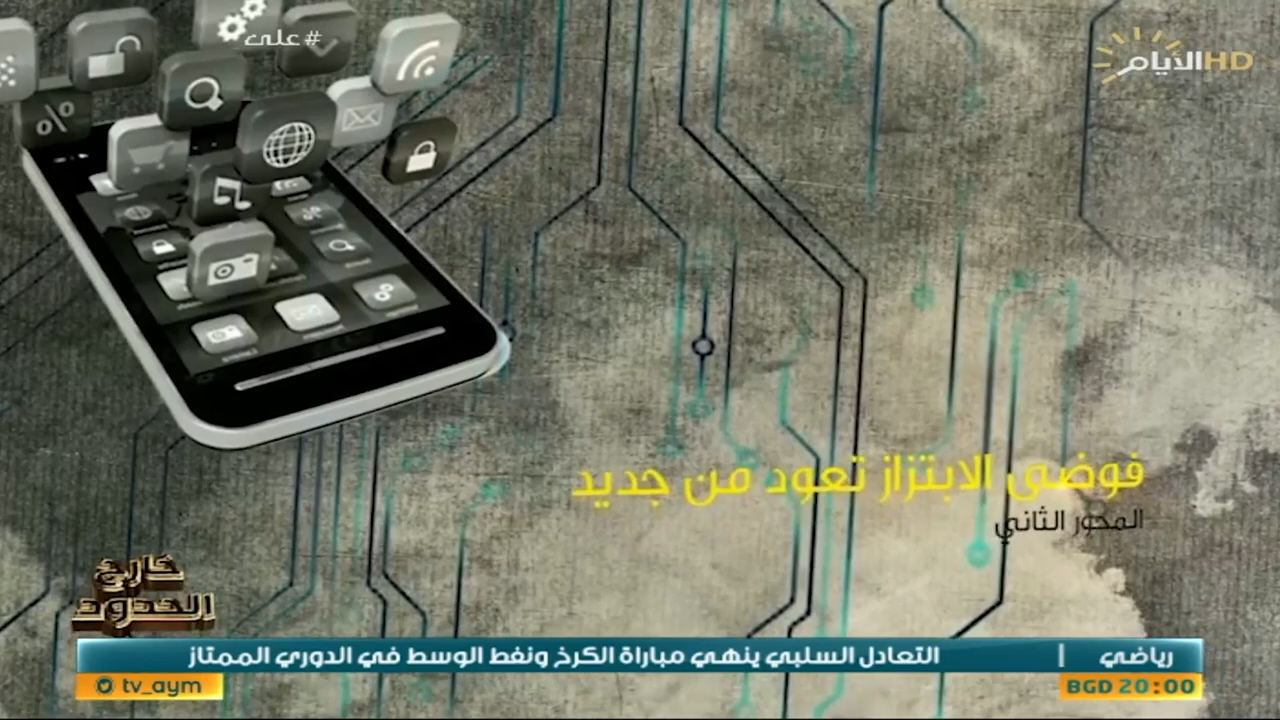 #على
الأيام HD
فوضى الابتزاز تعود من جديد
المحور الثاني
خارج
الحدود
رياضي | التعادل السلبي ينهي مباراة الكرخ ونفط الوسط في الدوري الممتاز
tv_aym
BGD 20:00